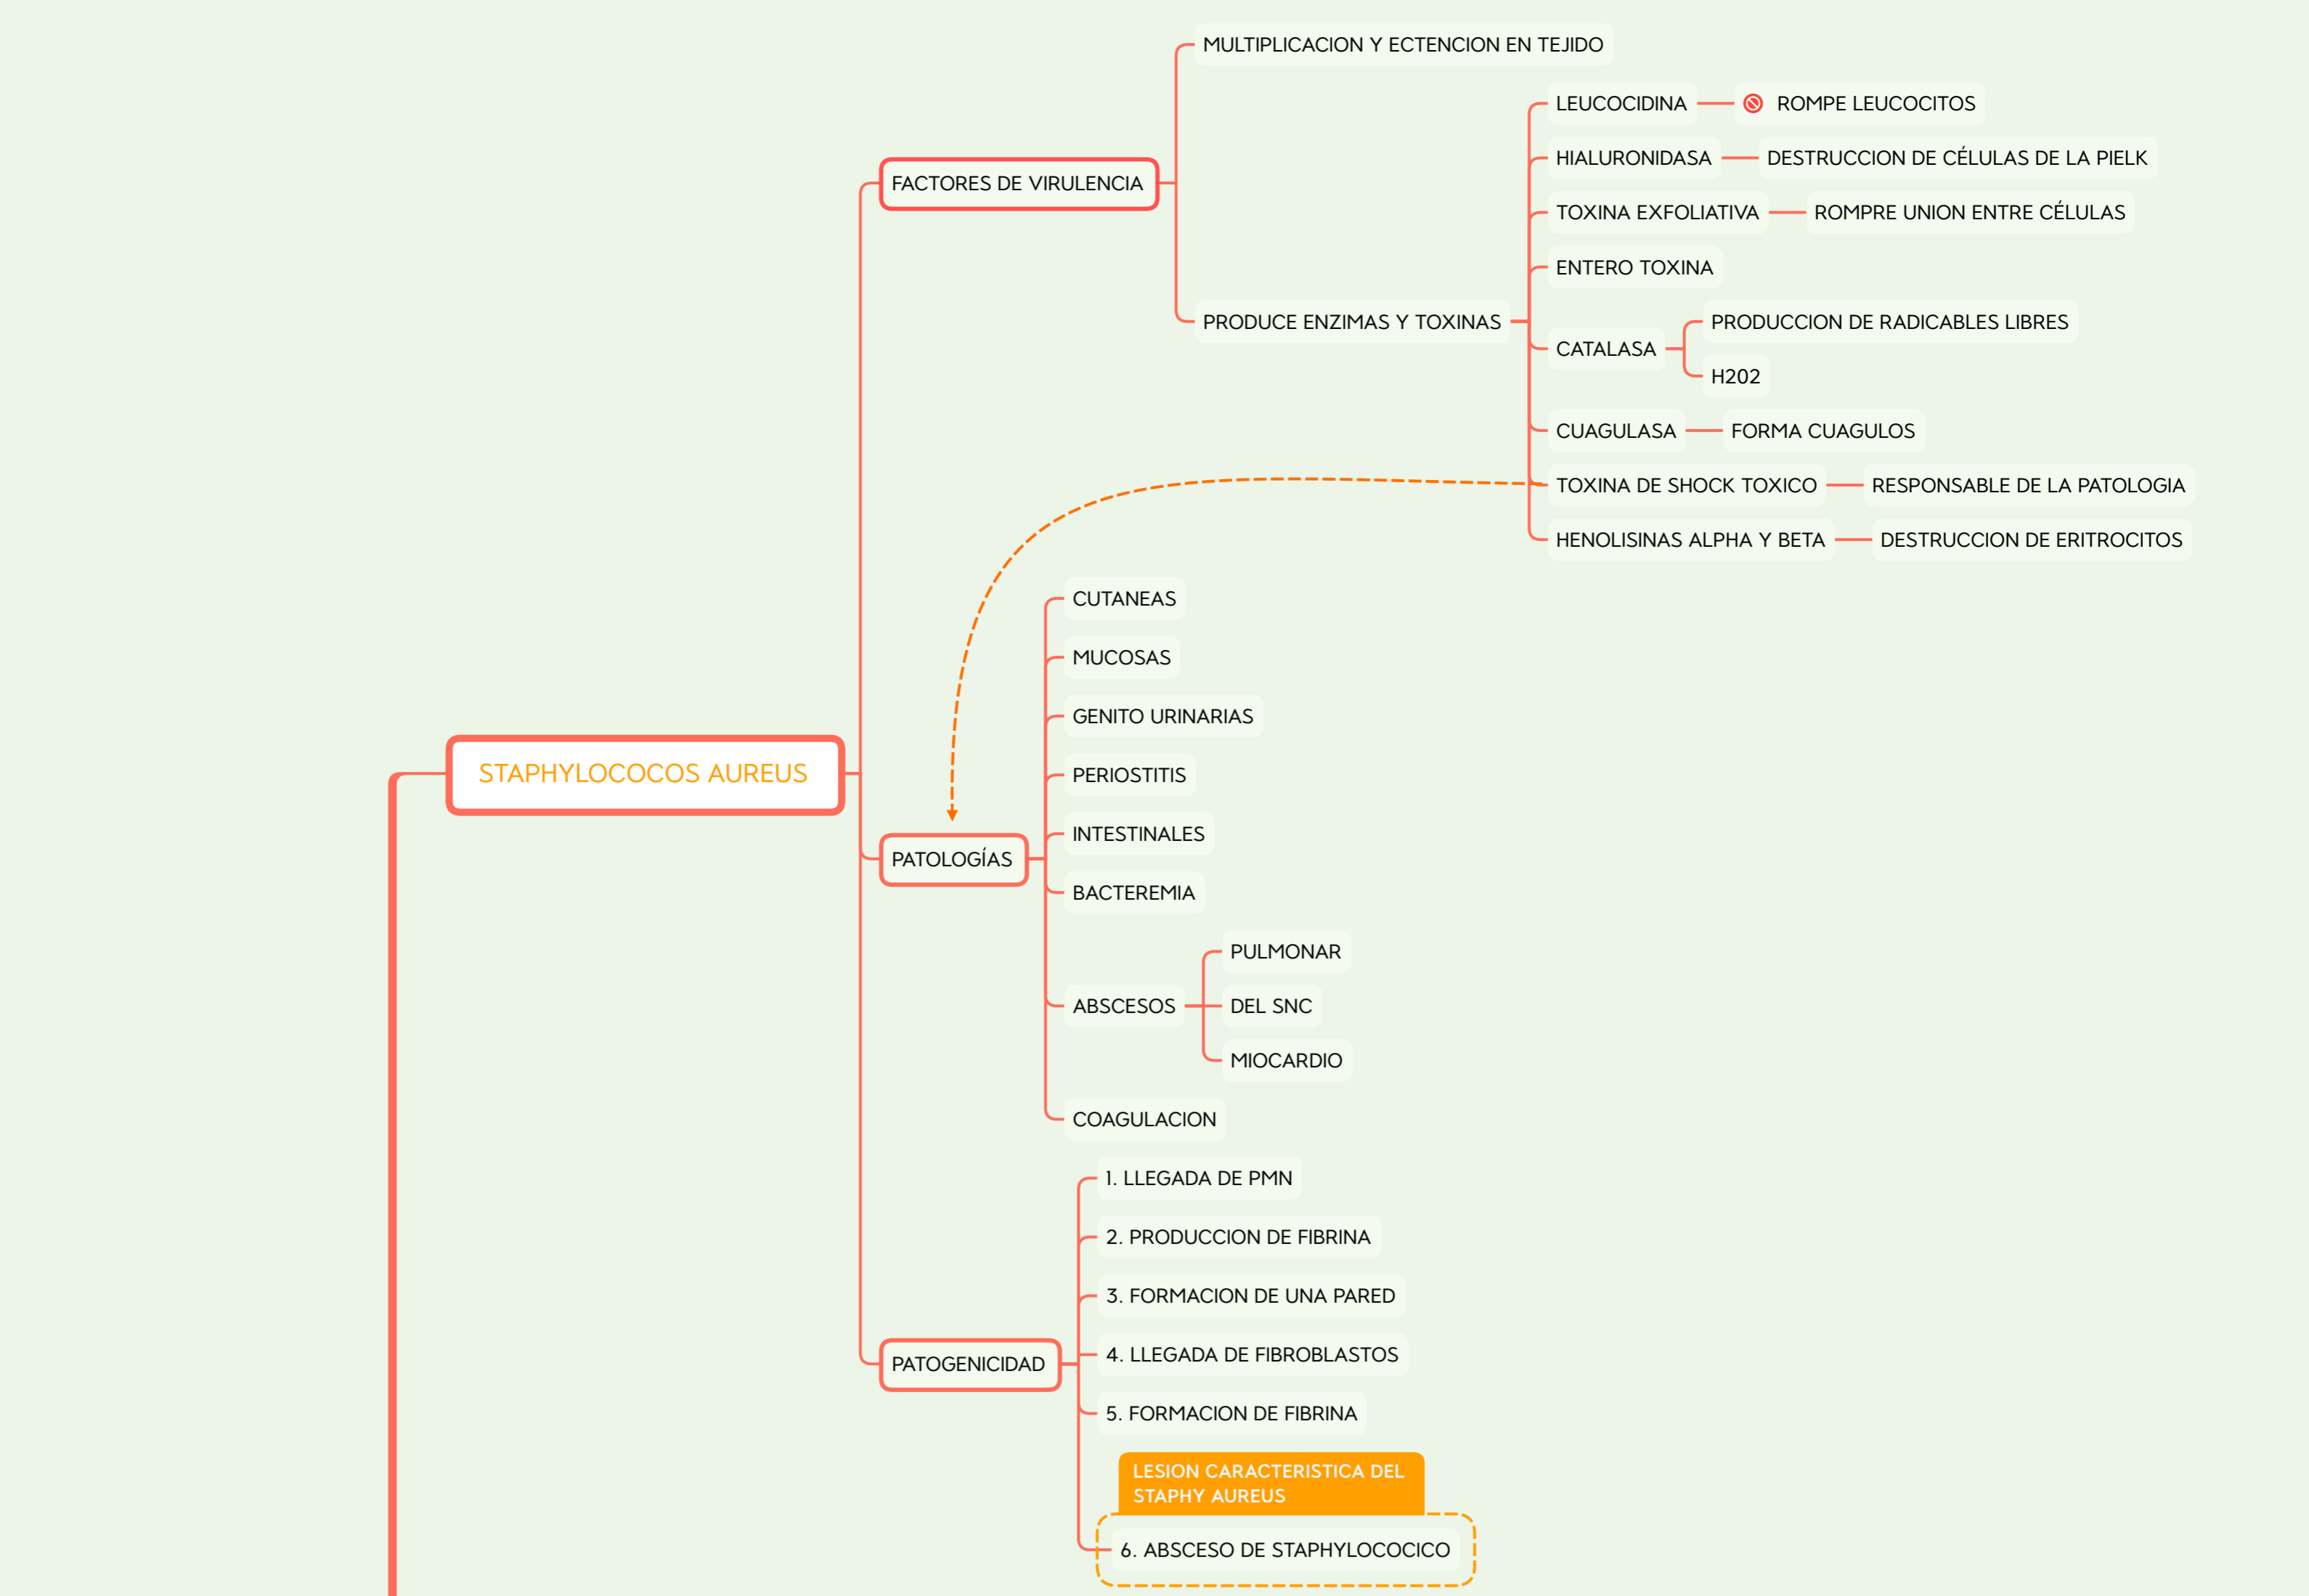 MULTIPLICACION Y ECTENCION EN TEJIDO
LEUCOCIDINA
ROMPE LEUCOCITOS
HIALURONIDASA
DESTRUCCION DE CÉLULAS DE LA PIELK
FACTORES DE VIRULENCIA
TOXINA EXFOLIATIVA
ROMPRE UNION ENTRE CÉLULAS
ENTERO TOXINA
PRODUCE ENZIMAS Y TOXINAS
CATALASA
PRODUCCION DE RADICABLES LIBRES
H202
CUAGULASA
FORMA CUAGULOS
TOXINA DE SHOCK TOXICO
RESPONSABLE DE LA PATOLOGIA
HENOLISINAS ALPHA Y BETA
DESTRUCCION DE ERITROCITOS
STAPHYLOCOCOS AUREUS
PATOLOGÍAS
CUTANEAS
MUCOSAS
GENITO URINARIAS
PERIOSTITIS
INTESTINALES
BACTEREMIA
ABSCESOS
PULMONAR
DEL SNC
MIOCARDIO
COAGULACION
PATOGENICIDAD
1. LLEGADA DE PMN
2. PRODUCCION DE FIBRINA
3. FORMACION DE UNA PARED
4. LLEGADA DE FIBROBLASTOS
5. FORMACION DE FIBRINA
LESION CARACTERISTICA DEL
STAPHY AUREUS
6. ABSCESO DE STAPHYLOCOCICO